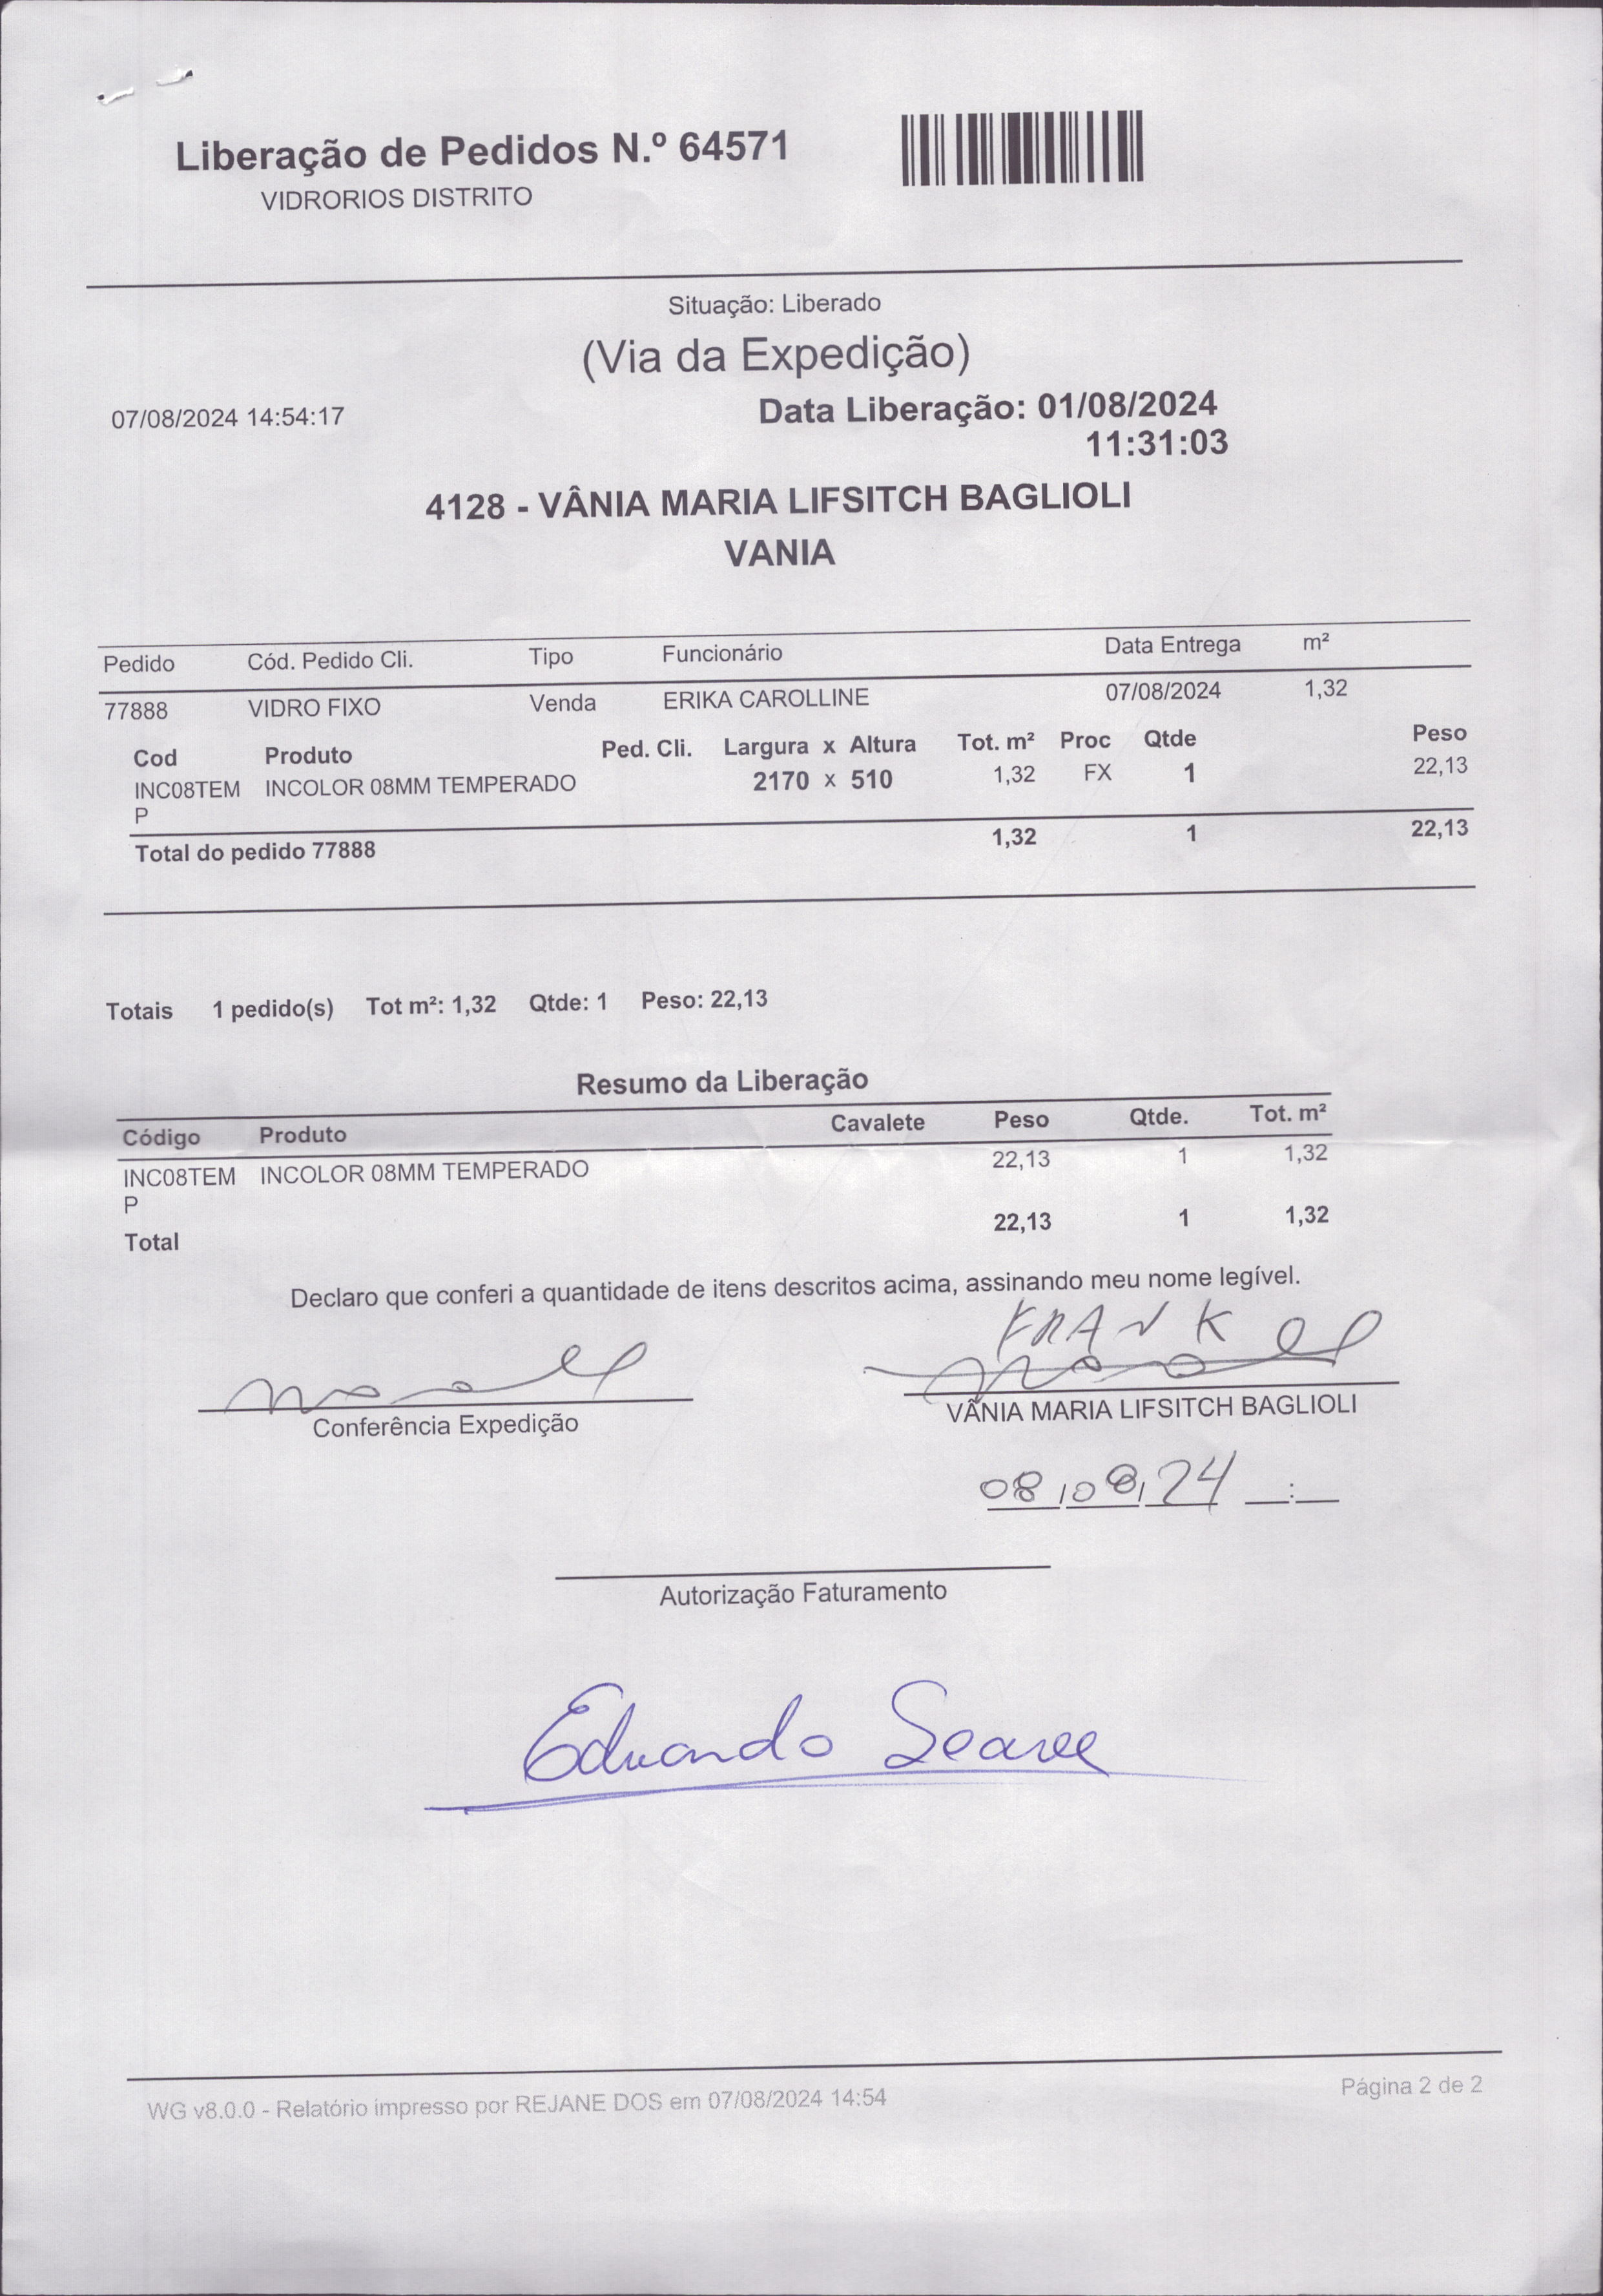 Liberação de Pedidos N.º 64571
VIDRORIOS DISTRITO
Situação: Liberado
(Via da Expedição)
07/08/2024 14:54:17
Data Liberação: 01/08/2024
11:31:03
4128 - VÂNIA MARIA LIFSITCH BAGLIOLI
VANIA
Pedido Cód. Pedido Cli. Tipo Funcionário Data Entrega m²
77888 VIDRO FIXO Venda ERIKA CAROLLINE 07/08/2024 1,32
Cod Produto Ped. Cli. Largura x Altura Tot. m² Proc Qtde Peso
INC08TEM INCOLOR 08MM TEMPERADO 2170 x 510 1,32 FX 1 22,13
P
Total do pedido 77888 1,32 1 22,13
Totais 1 pedido(s) Tot m²: 1,32 Qtde: 1 Peso: 22,13
Resumo da Liberação
Código Produto Cavalete Peso Qtde. Tot. m²
INC08TEM INCOLOR 08MM TEMPERADO 22,13 1 1,32
P
Total 22,13 1 1,32
Declaro que conferi a quantidade de itens descritos acima, assinando meu nome legível.
FRANK
Conferência Expedição
VÂNIA MARIA LIFSITCH BAGLIOLI
08/08/24 __:__
Autorização Faturamento
Eduardo
WG v8.0.0 - Relatório impresso por REJANE DOS em 07/08/2024 14:54
Página 2 de 2